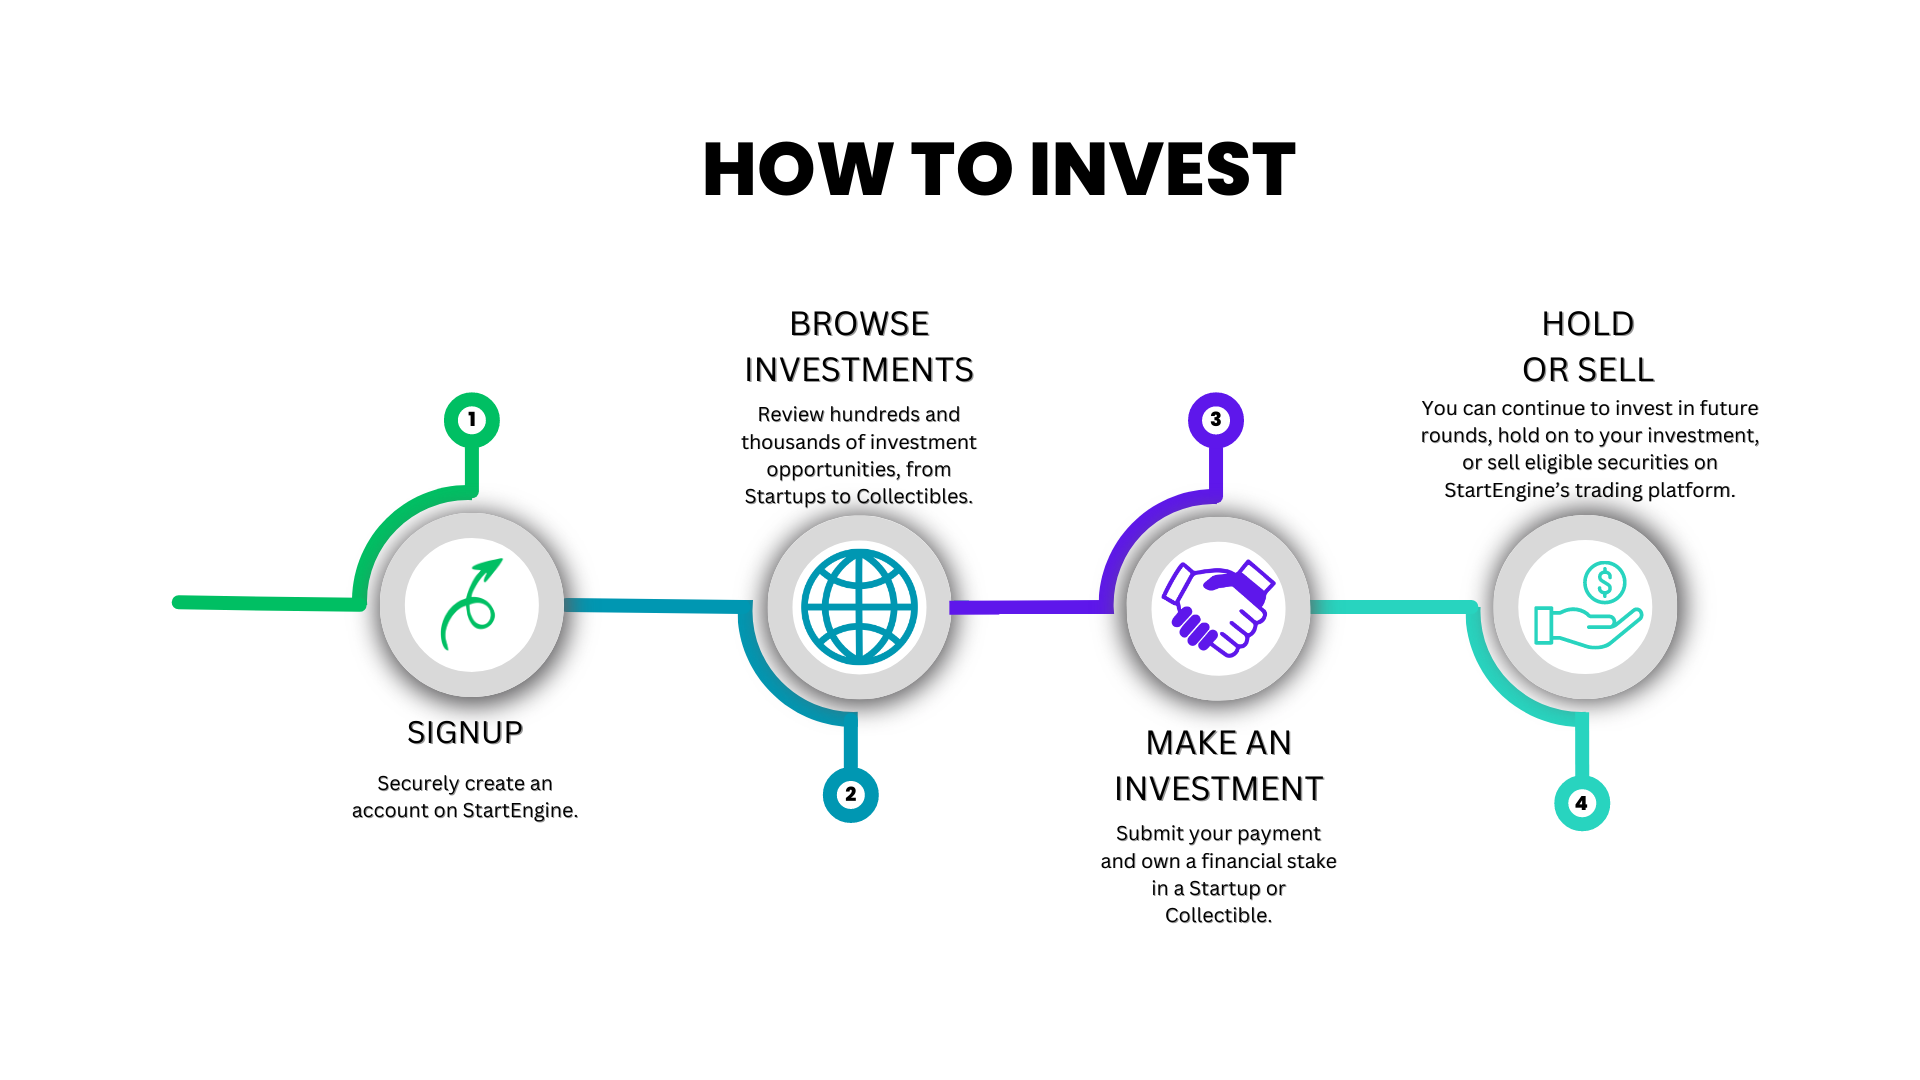 HOW TO INVEST
1
SIGNUP
Securely create an
account on StartEngine.
BROWSE
INVESTMENTS
Review hundreds and
thousands of investment
opportunities, from
Startups to Collectibles.
2
3
MAKE AN
INVESTMENT
Submit your payment
and own a financial stake
in a Startup or
Collectible.
HOLD
OR SELL
You can continue to invest in future
rounds, hold on to your investment,
or sell eligible securities on
StartEngine’s trading platform.
$
4